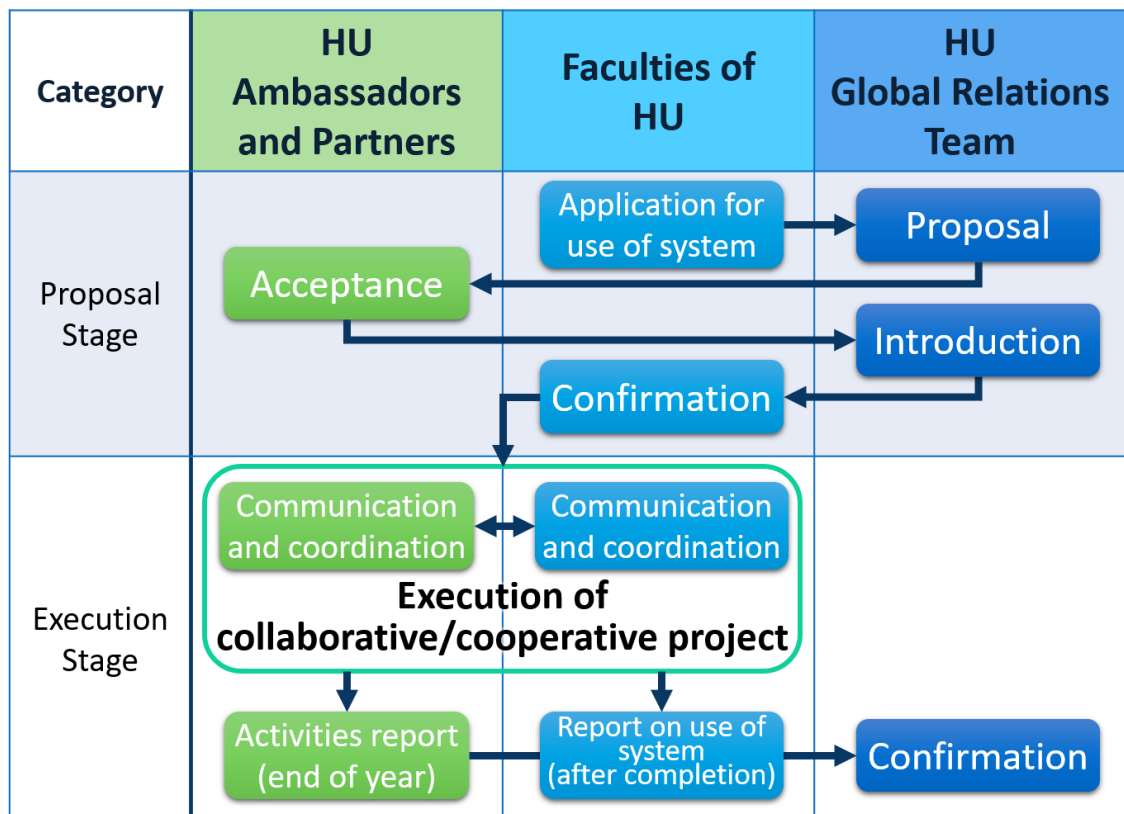 Category
HU
Ambassadors
and Partners
Faculties of
HU
HU
Global Relations
Team
Proposal
Stage
Application for
use of system
Proposal
Acceptance
Introduction
Confirmation
Execution
Stage
Communication
and coordination
Communication
and coordination
Execution of
collaborative/cooperative project
Activities report
(end of year)
Report on use of
system
(after completion)
Confirmation